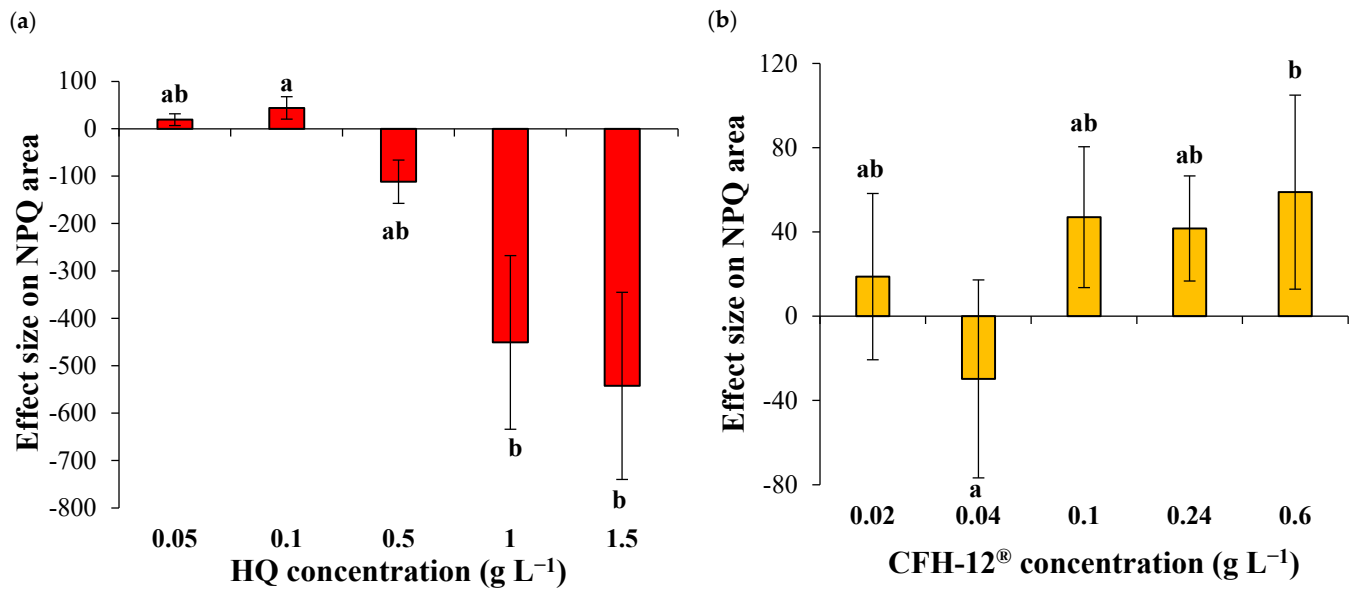 (a)
Effect size on NPQ area
100
0
-100
-200
-300
-400
-500
-600
-700
-800
ab
a
ab
b
b
0.05 0.1 0.5 1 1.5
HQ concentration (g L⁻¹)
(b)
Effect size on NPQ area
120
80
40
0
-40
-80
ab
a
ab
ab
b
0.02 0.04 0.1 0.24 0.6
CFH-12® concentration (g L⁻¹)